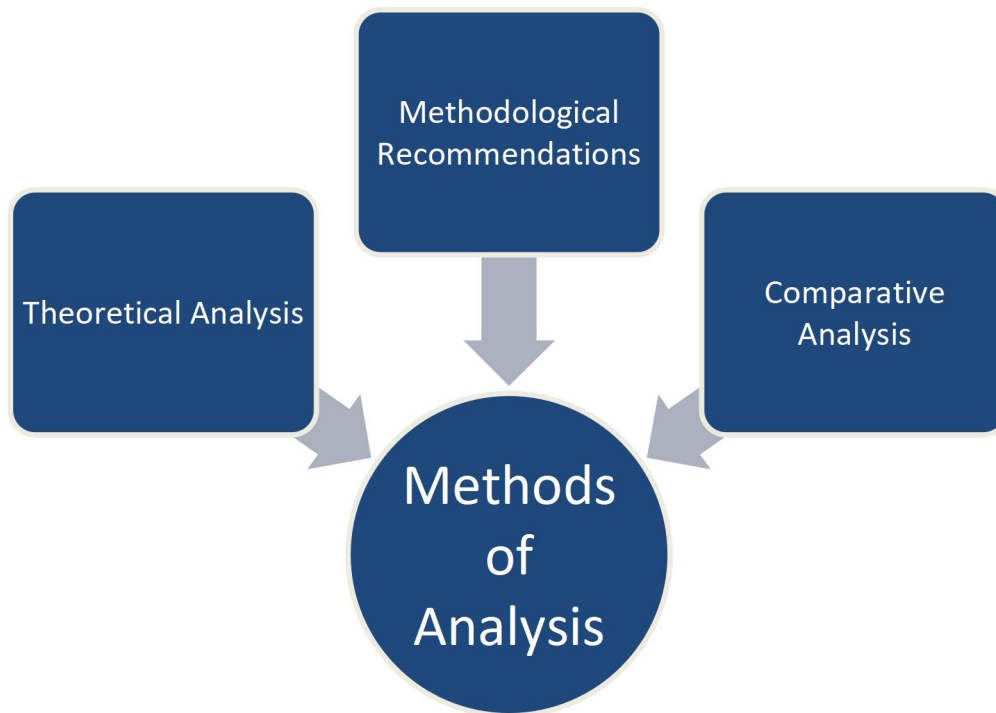 Methodological
Recommendations
Theoretical Analysis
Comparative
Analysis
Methods
of
Analysis